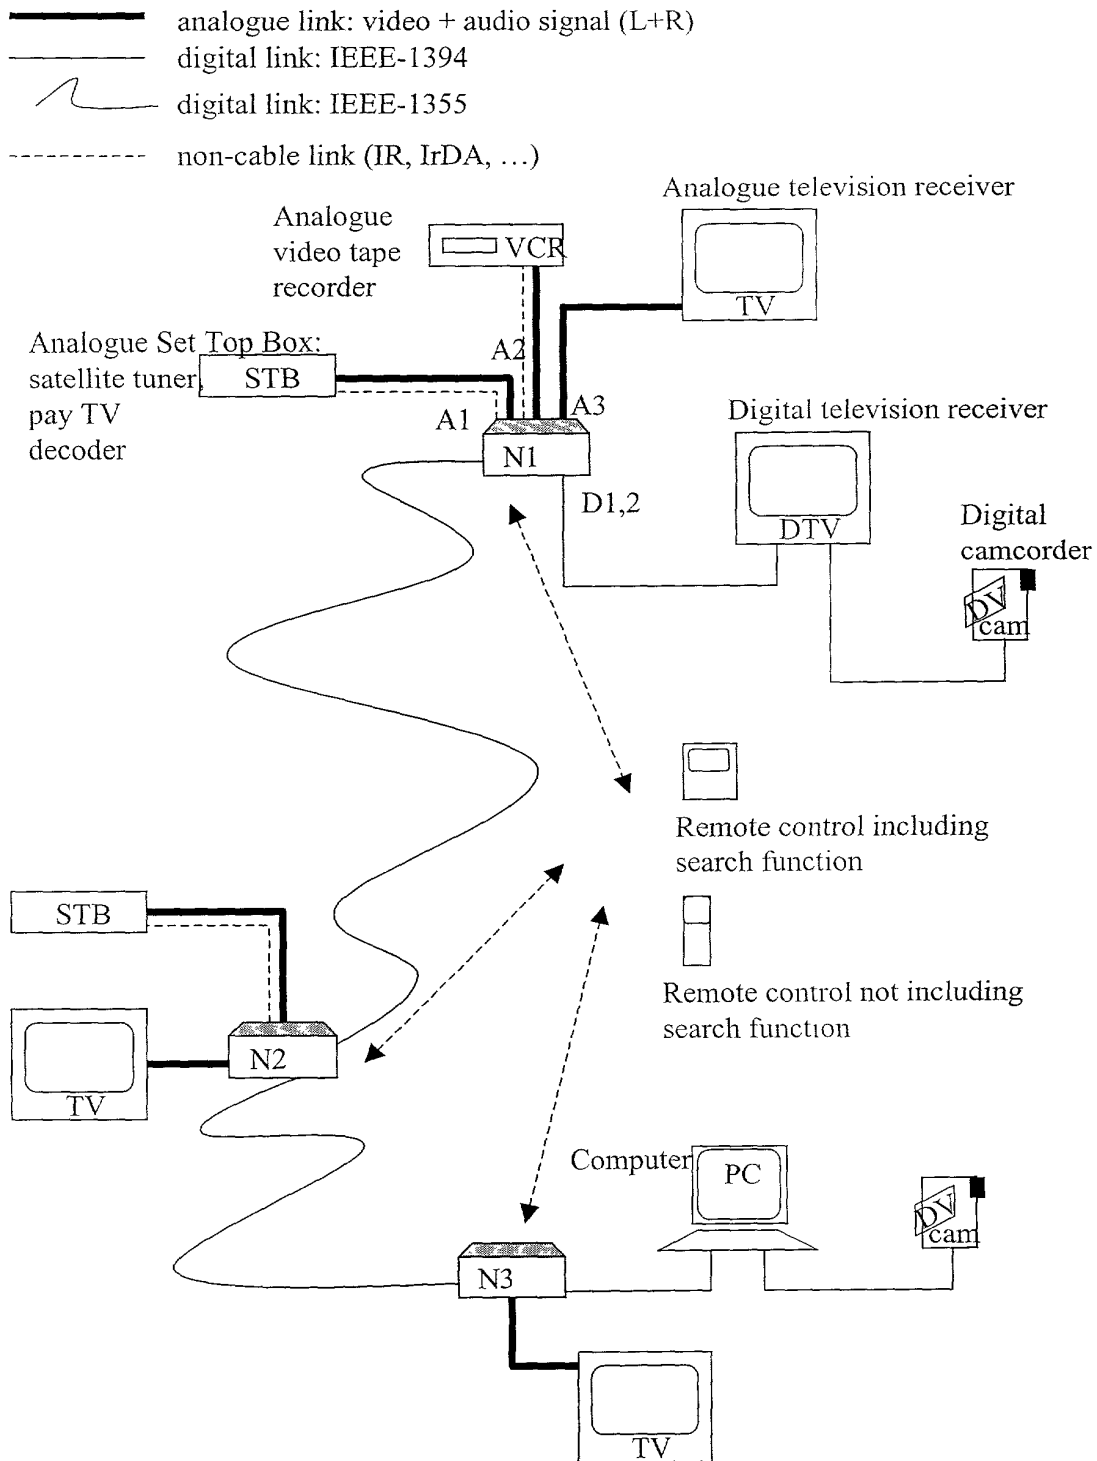 analogue link: video + audio signal (L+R)
digital link: IEEE-1394
digital link: IEEE-1355
non-cable link (IR, IrDA, ...)
Analogue television receiver
Analogue
video tape
recorder
VCR
TV
Analogue Set Top Box:
satellite tuner,
pay TV
decoder
STB
A2
A1
A3
N1
D1,2
Digital television receiver
DTV
Digital
camcorder
DV
cam
Remote control including
search function
STB
Remote control not including
search function
N2
TV
Computer
PC
DV
cam
N3
TV